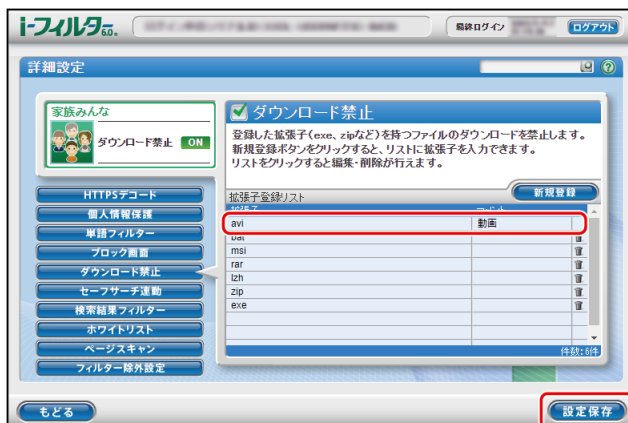 i-フィルター6.0.
最終ログイン
ログアウト
詳細設定
家族みんな
ダウンロード禁止 ON
ダウンロード禁止
登録した拡張子(exe、zipなど)を持つファイルのダウンロードを禁止します。
新規登録ボタンをクリックすると、リストに拡張子を入力できます。
リストをクリックすると編集・削除が行えます。
拡張子登録リスト
新規登録
avi 動画
bat
msi
rar
lzh
zip
exe
件数:6件
HTTPSデコード
個人情報保護
単語フィルター
ブロック画面
ダウンロード禁止
セーフサーチ連動
検索結果フィルター
ホワイトリスト
ページスキャン
フィルター除外設定
もどる
設定保存